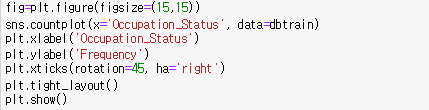 fig=plt.figure(figsize=(15,15))
sns.countplot(x='Occupation_Status', data=dbtrain)
plt.xlabel('Occupation_Status')
plt.ylabel('Frequency')
plt.xticks(rotation=45, ha='right')
plt.tight_layout()
plt.show()